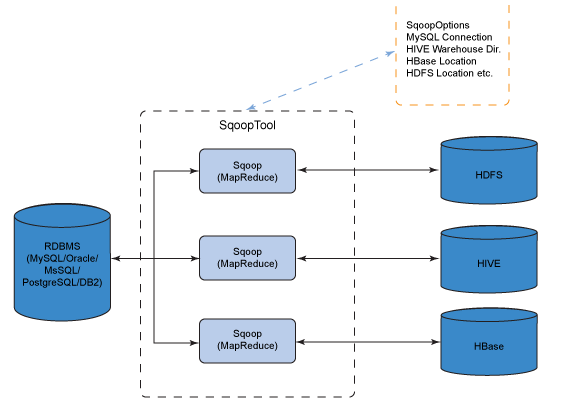 SqoopOptions
MySQL Connection
HIVE Warehouse Dir.
HBase Location
HDFS Location etc.
SqoopTool
Sqoop
(MapReduce)
HDFS
RDBMS
(MySQL/Oracle/
MsSQL/
PostgreSQL/DB2)
Sqoop
(MapReduce)
HIVE
Sqoop
(MapReduce)
HBase